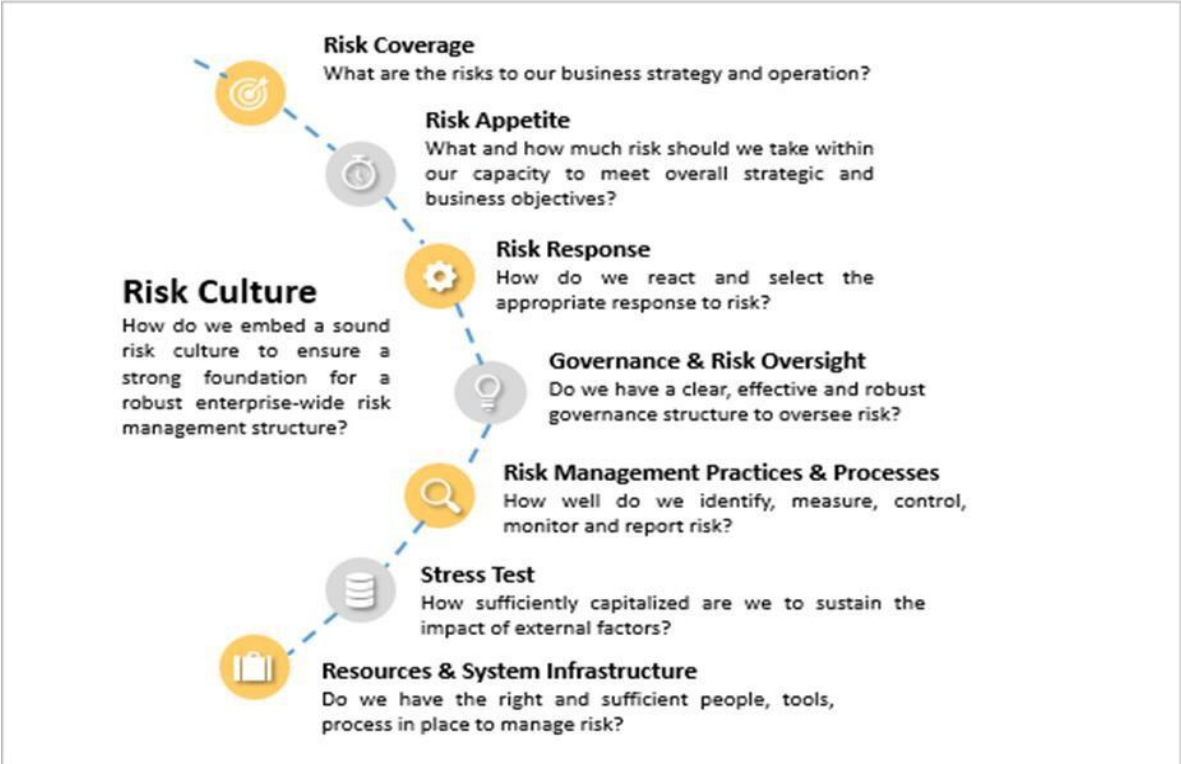 Risk Coverage
What are the risks to our business strategy and operation?
Risk Appetite
What and how much risk should we take within
our capacity to meet overall strategic and
business objectives?
Risk Response
How do we react and select the
appropriate response to risk?
Risk Culture
How do we embed a sound
risk culture to ensure a
strong foundation for a
robust enterprise-wide risk
management structure?
Governance & Risk Oversight
Do we have a clear, effective and robust
governance structure to oversee risk?
Risk Management Practices & Processes
How well do we identify, measure, control,
monitor and report risk?
Stress Test
How sufficiently capitalized are we to sustain the
impact of external factors?
Resources & System Infrastructure
Do we have the right and sufficient people, tools,
process in place to manage risk?